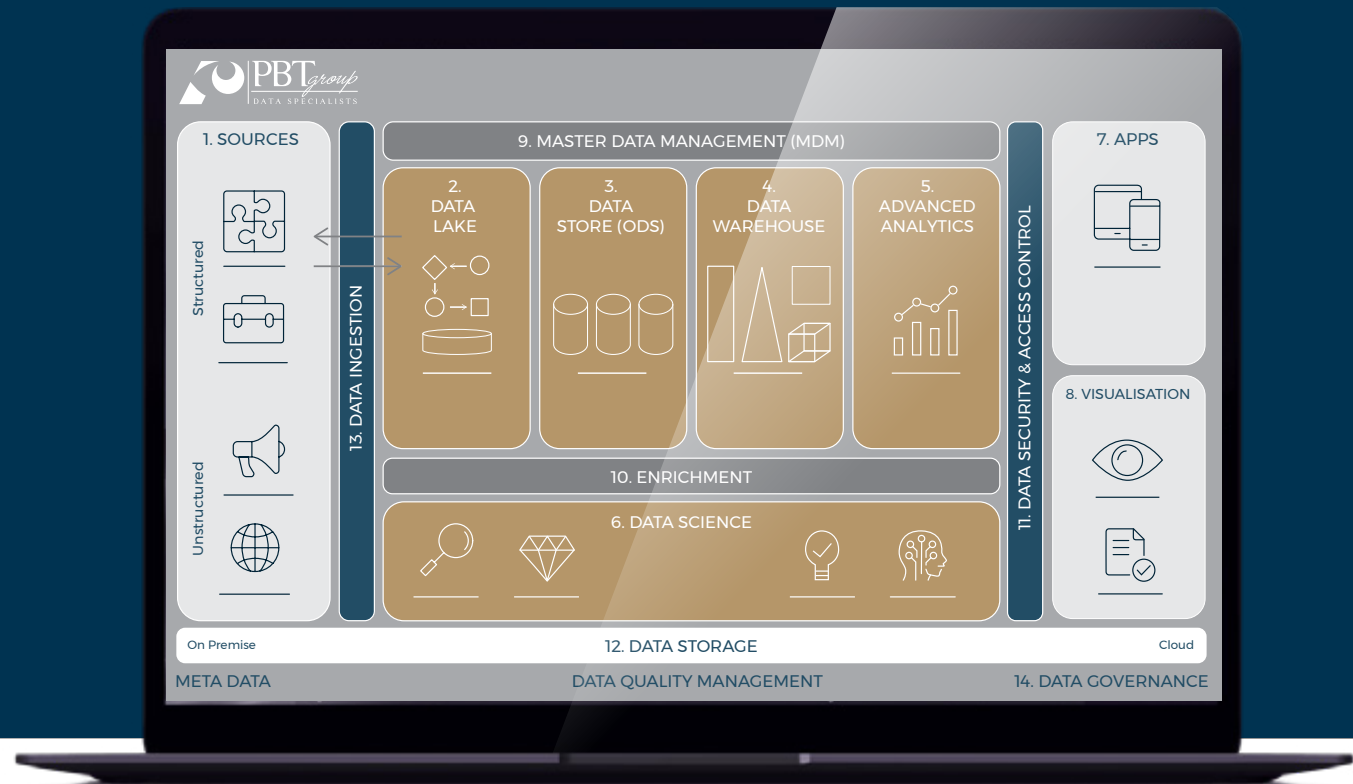 PBT group
DATA SPECIALISTS
1. SOURCES
Structured
Unstructured
13. DATA INGESTION
9. MASTER DATA MANAGEMENT (MDM)
2.
DATA
LAKE
3.
DATA
STORE (ODS)
4.
DATA
WAREHOUSE
5.
ADVANCED
ANALYTICS
10. ENRICHMENT
6. DATA SCIENCE
11. DATA SECURITY & ACCESS CONTROL
7. APPS
8. VISUALISATION
On Premise
12. DATA STORAGE
Cloud
META DATA
DATA QUALITY MANAGEMENT
14. DATA GOVERNANCE